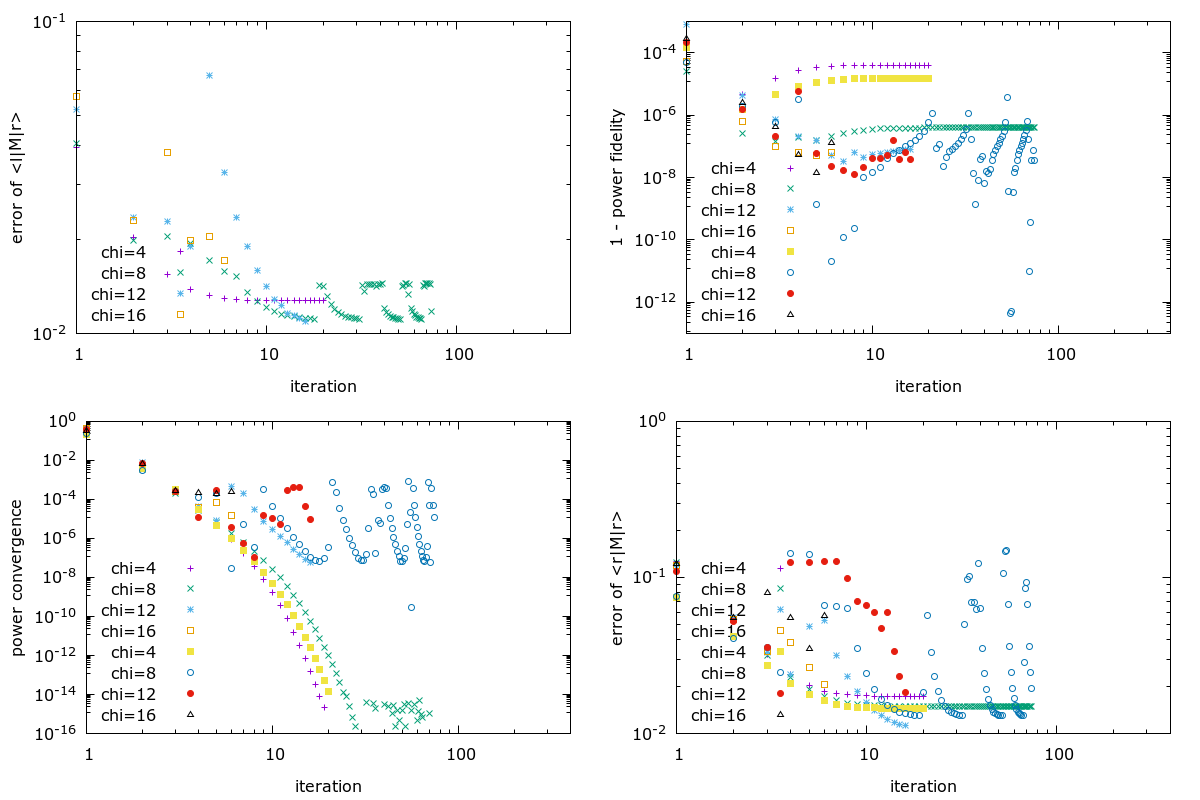 10^-1
10^-2
error of <l|M|r>
chi=4
chi=8
chi=12
chi=16
1
10
100
iteration
10^-4
10^-6
10^-8
10^-10
10^-12
1 - power fidelity
chi=4
chi=8
chi=12
chi=16
chi=4
chi=8
chi=12
chi=16
1
10
100
iteration
10^0
10^-2
10^-4
10^-6
10^-8
10^-10
10^-12
10^-14
10^-16
power convergence
chi=4
chi=8
chi=12
chi=16
chi=4
chi=8
chi=12
chi=16
1
10
100
iteration
10^0
10^-1
10^-2
error of <r|M|r>
chi=4
chi=8
chi=12
chi=16
chi=4
chi=8
chi=12
chi=16
1
10
100
iteration